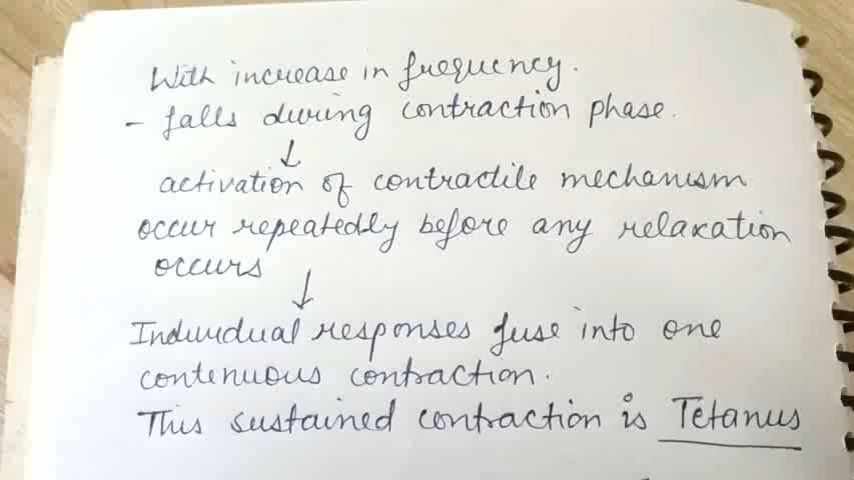 With increase in frequency.
- falls during contraction phase.
↓
activation of contractile mechanism
occur repeatedly before any relaxation
occurs
↓
Individual responses fuse into one
contenuous contraction.
This sustained contraction is Tetanus